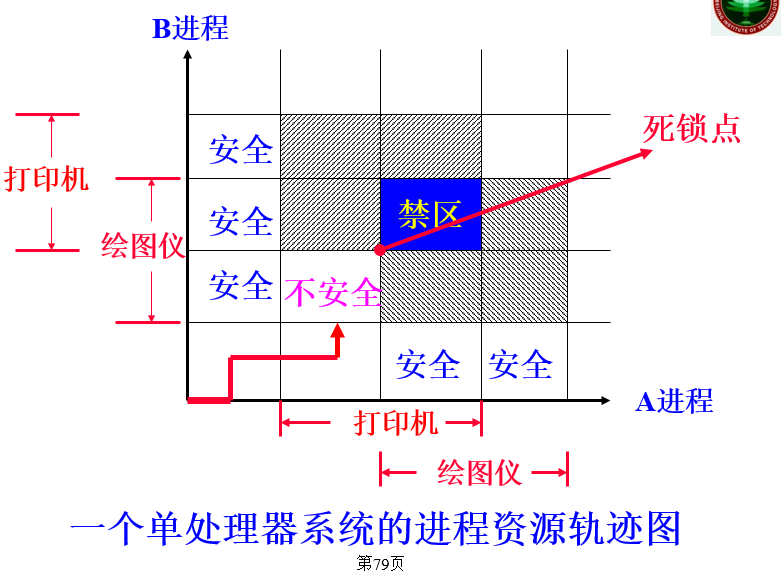 B进程
死锁点
安全
打印机
安全
禁区
绘图仪
安全
不安全
安全
安全
A进程
打印机
绘图仪
一个单处理器系统的进程资源轨迹图
第79页